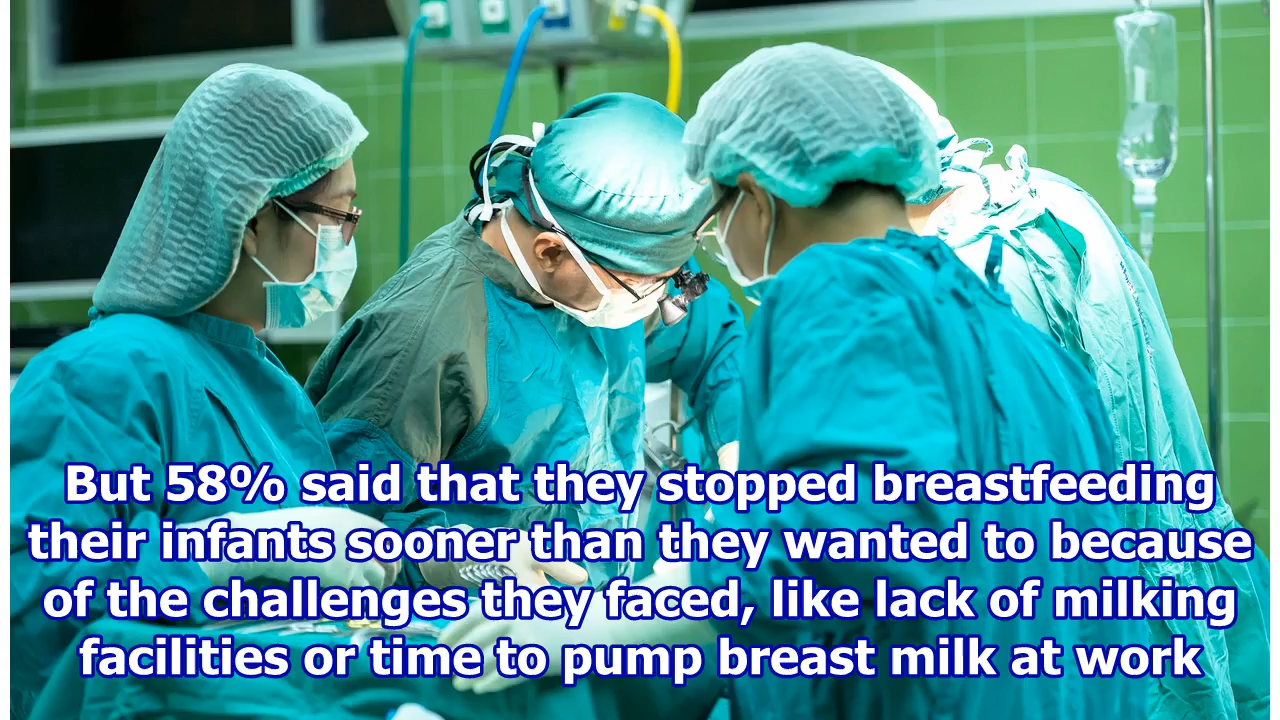 But 58% said that they stopped breastfeeding
their infants sooner than they wanted to because
of the challenges they faced, like lack of milking
facilities or time to pump breast milk at work